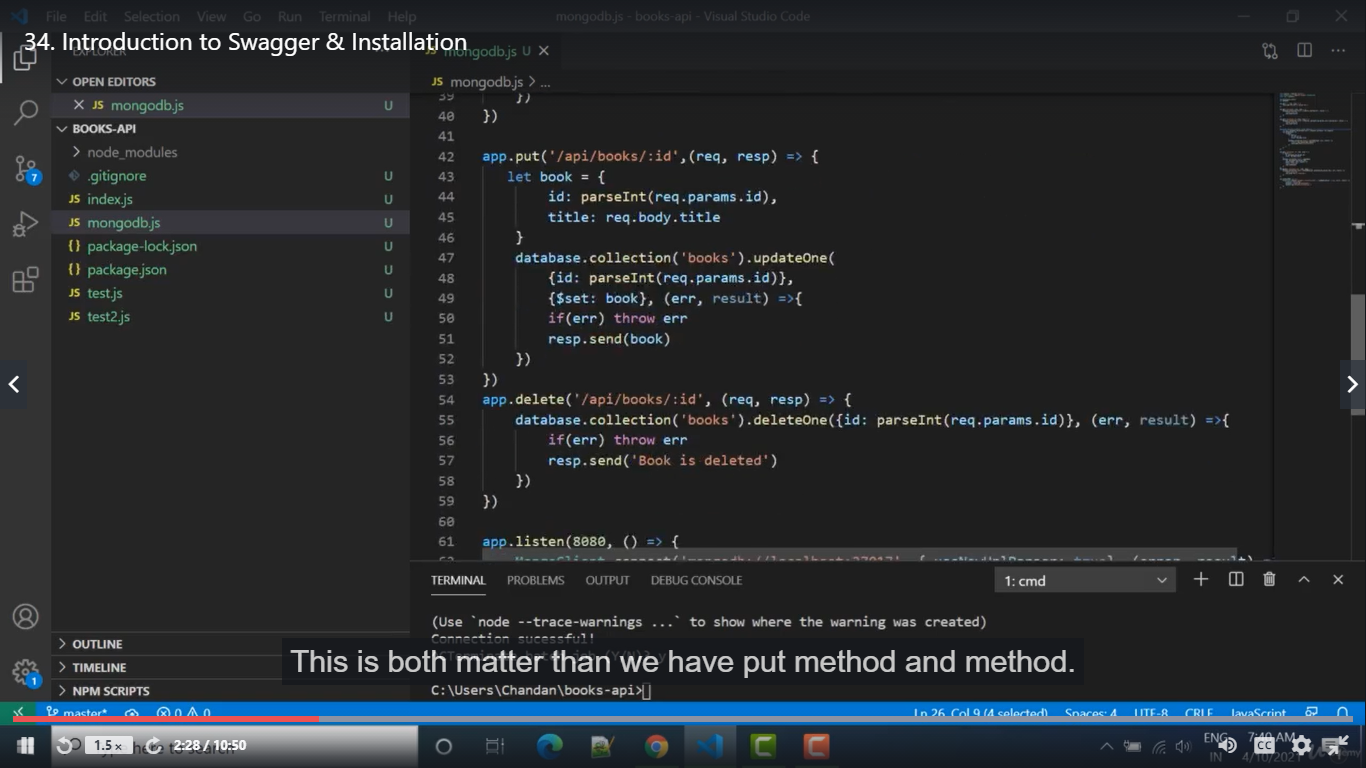 File Edit Selection View Go Run Terminal Help
mongodb.js - books-api - Visual Studio Code
34. Introduction to Swagger & Installation
EXPLORER
JS mongodb.js U
OPEN EDITORS
JS mongodb.js U
BOOKS-API
node_modules
.gitignore U
JS index.js U
JS mongodb.js U
{} package-lock.json U
{} package.json U
JS test.js U
JS test2.js U
OUTLINE
TIMELINE
NPM SCRIPTS
7
1
JS mongodb.js > ...
39 })
40 })
41
42 app.put('/api/books/:id',(req, resp) => {
43 let book = {
44 id: parseInt(req.params.id),
45 title: req.body.title
46 }
47 database.collection('books').updateOne(
48 {id: parseInt(req.params.id)},
49 {$set: book}, (err, result) =>{
50 if(err) throw err
51 resp.send(book)
52 })
53 })
54 app.delete('/api/books/:id', (req, resp) => {
55 database.collection('books').deleteOne({id: parseInt(req.params.id)}, (err, result) =>{
56 if(err) throw err
57 resp.send('Book is deleted')
58 })
59 })
60
61 app.listen(8080, () => {
TERMINAL PROBLEMS OUTPUT DEBUG CONSOLE
1: cmd
(Use `node --trace-warnings ...` to show where the warning was created)
Connection sucessful!
This is both matter than we have put method and method.
C:\Users\Chandan\books-api>
master* 0 0
Ln 26, Col 9 (4 selected) Spaces: 4 UTF-8 CRLF JavaScript
1.5 x
2:28 / 10:50
ENG
IN
7:40 AM
CC